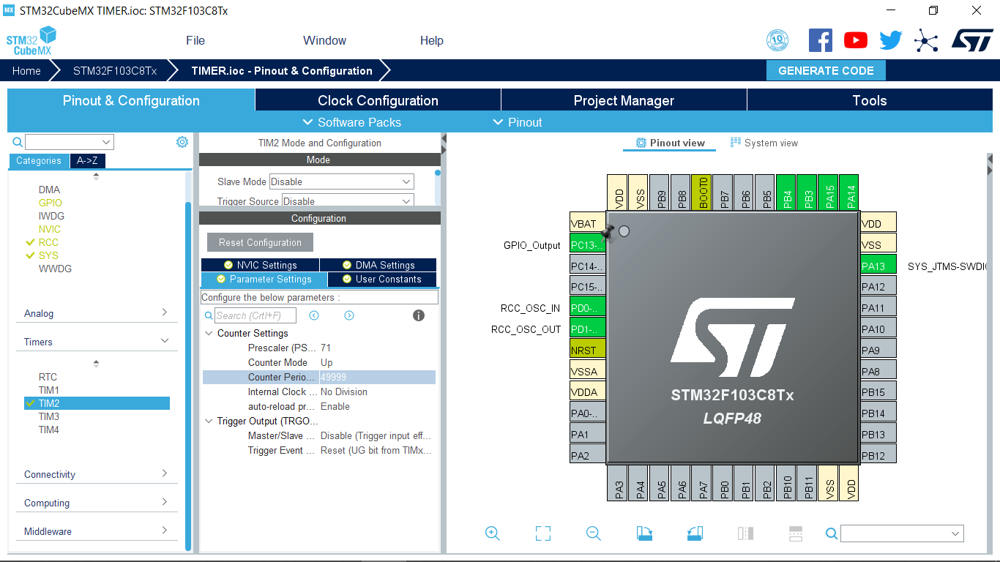 MX STM32CubeMX TIMER.ioc: STM32F103C8Tx
STM32
CubeMX
File Window Help
10
Home STM32F103C8Tx TIMER.ioc - Pinout & Configuration GENERATE CODE
Pinout & Configuration Clock Configuration Project Manager Tools
Software Packs Pinout
Categories A->Z
DMA
GPIO
IWDG
NVIC
RCC
SYS
WWDG
Analog
Timers
RTC
TIM1
TIM2
TIM3
TIM4
Connectivity
Computing
Middleware
TIM2 Mode and Configuration
Mode
Slave Mode Disable
Trigger Source Disable
Configuration
Reset Configuration
NVIC Settings DMA Settings
Parameter Settings User Constants
Configure the below parameters :
Search (Crtl+F)
Counter Settings
Prescaler (PS... 71
Counter Mode Up
Counter Perio... 49999
Internal Clock ... No Division
auto-reload pr... Enable
Trigger Output (TRGO...
Master/Slave ... Disable (Trigger input eff...
Trigger Event ... Reset (UG bit from TIMx...
Pinout view System view
VDD VSS PB9 PB8 BOOT0 PB7 PB6 PB5 PB4 PB3 PA15 PA14
VBAT
GPIO_Output PC13-..
PC14-..
PC15-..
RCC_OSC_IN PD0-..
RCC_OSC_OUT PD1-..
NRST
VSSA
VDDA
PA0-..
PA1
PA2
STM32F103C8Tx
LQFP48
VDD
VSS
PA13 SYS_JTMS-SWDIO
PA12
PA11
PA10
PA9
PA8
PB15
PB14
PB13
PB12
PA3 PA4 PA5 PA6 PA7 PB0 PB1 PB2 PB10 PB11 VSS VDD